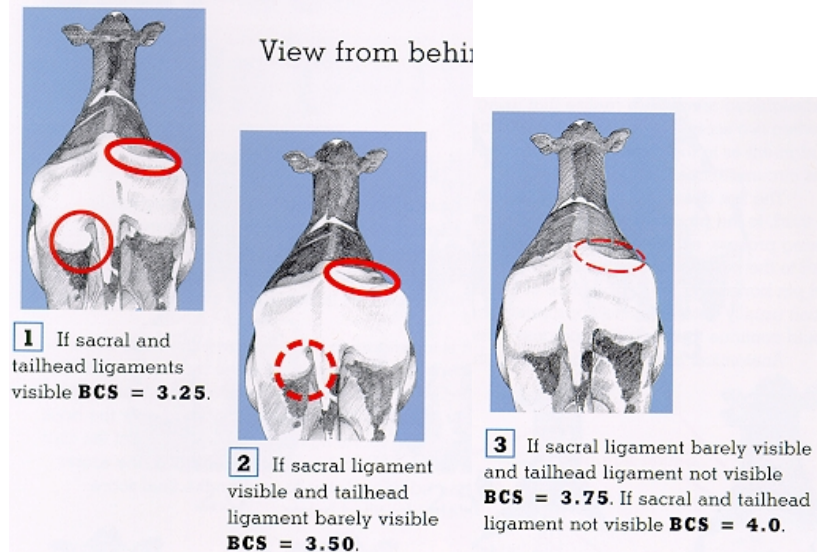 View from behi
1 If sacral and
tailhead ligaments
visible BCS = 3.25.
2 If sacral ligament
visible and tailhead
ligament barely visible
BCS = 3.50.
3 If sacral ligament barely visible
and tailhead ligament not visible
BCS = 3.75. If sacral and tailhead
ligament not visible BCS = 4.0.